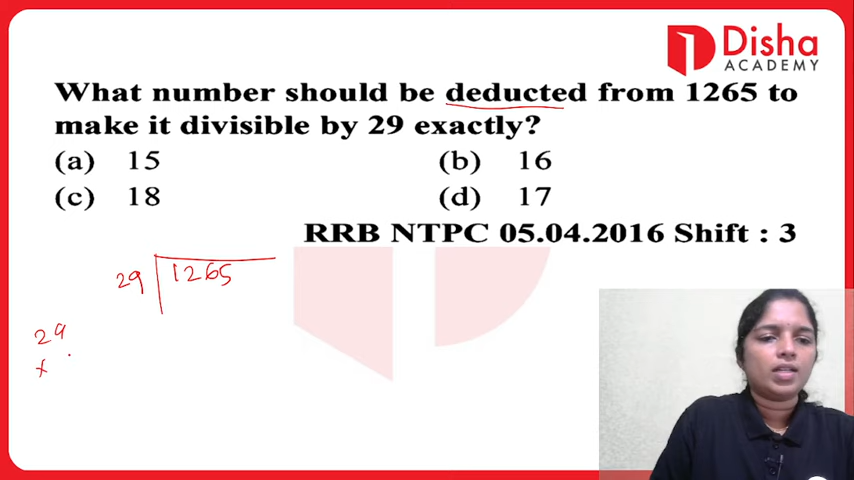 Disha
ACADEMY
What number should be deducted from 1265 to
make it divisible by 29 exactly?
(a) 15 (b) 16
(c) 18 (d) 17
RRB NTPC 05.04.2016 Shift : 3
29 1265
29
×